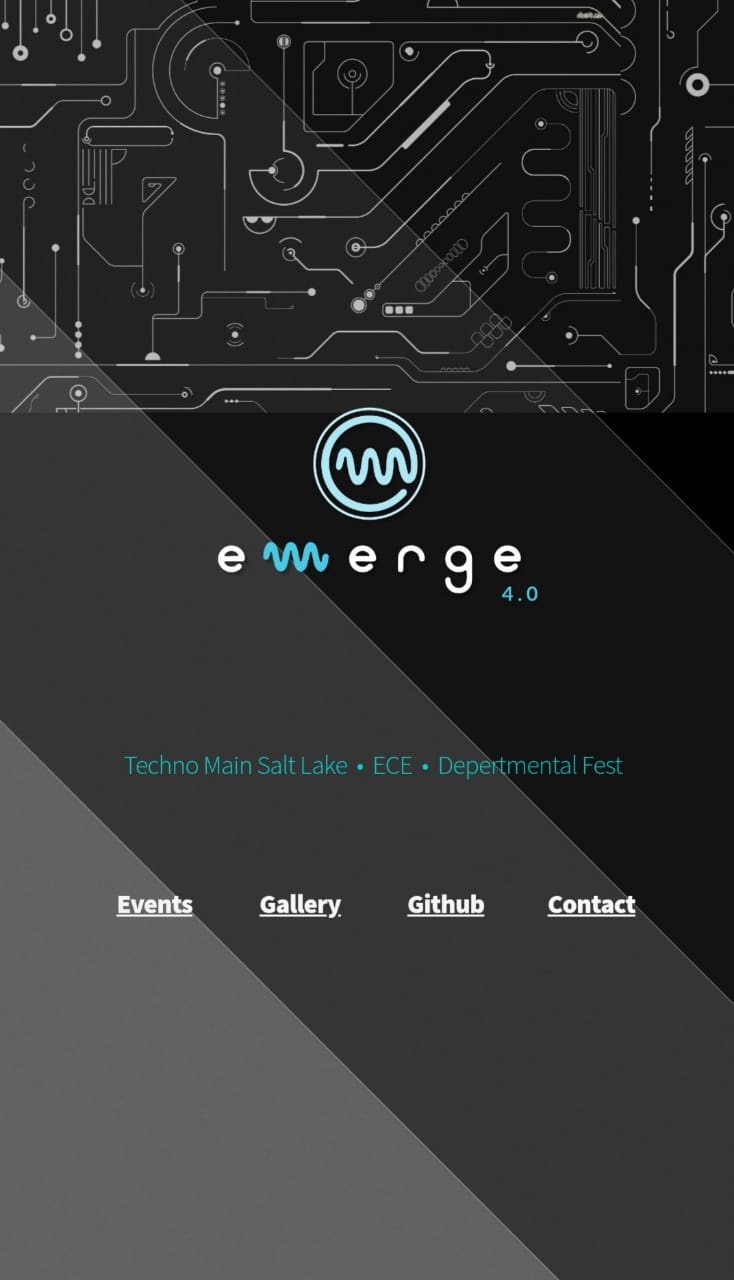 emerge
4.0
Techno Main Salt Lake • ECE • Depertmental Fest
Events Gallery Github Contact